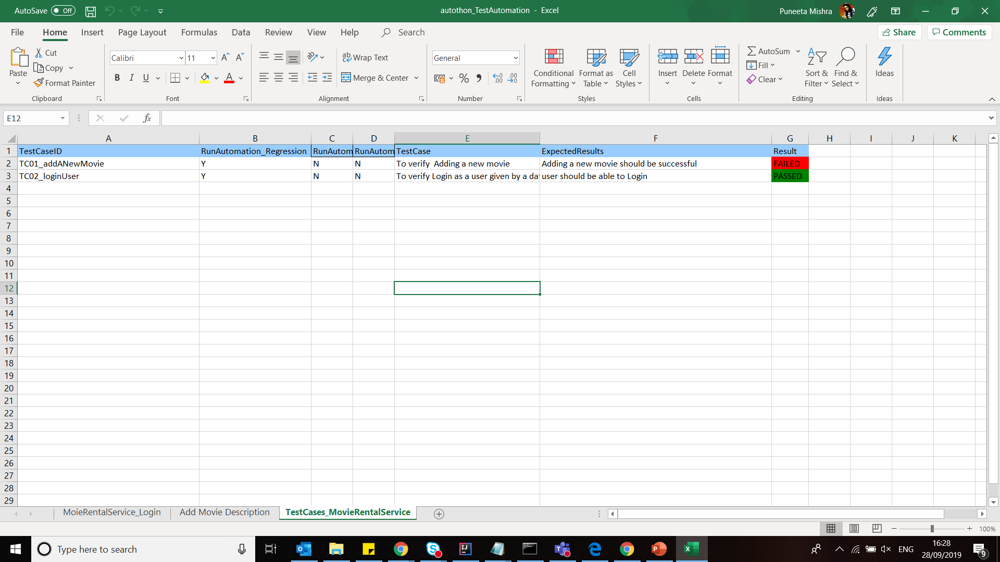 AutoSave Off
autothon_TestAutomation - Excel
Puneeta Mishra
File Home Insert Page Layout Formulas Data Review View Help Search
Share Comments
Paste
Cut
Copy
Format Painter
Clipboard
Calibri 11
B I U
Font
ab Wrap Text
Merge & Center
Alignment
General
% , .00
Number
Conditional Formatting
Format as Table
Cell Styles
Styles
Insert Delete Format
Cells
AutoSum
Fill
Clear
Sort & Filter
Find & Select
Editing
Ideas
Ideas
E12 fx
A B C D E F G H I J K
1 TestCaseID RunAutomation_Regression RunAutom RunAutom TestCase ExpectedResults Result
2 TC01_addANewMovie Y N N To verify  Adding a new movie Adding a new movie should be successful FAILED
3 TC02_loginUser Y N N To verify Login as a user given by a dat user should be able to Login PASSED
4
5
6
7
8
9
10
11
12
13
14
15
16
17
18
19
20
21
22
23
24
25
26
27
28
29
MoieRentalService_Login Add Movie Description TestCases_MovieRentalService
100%
Type here to search
ENG
16:28
28/09/2019
9